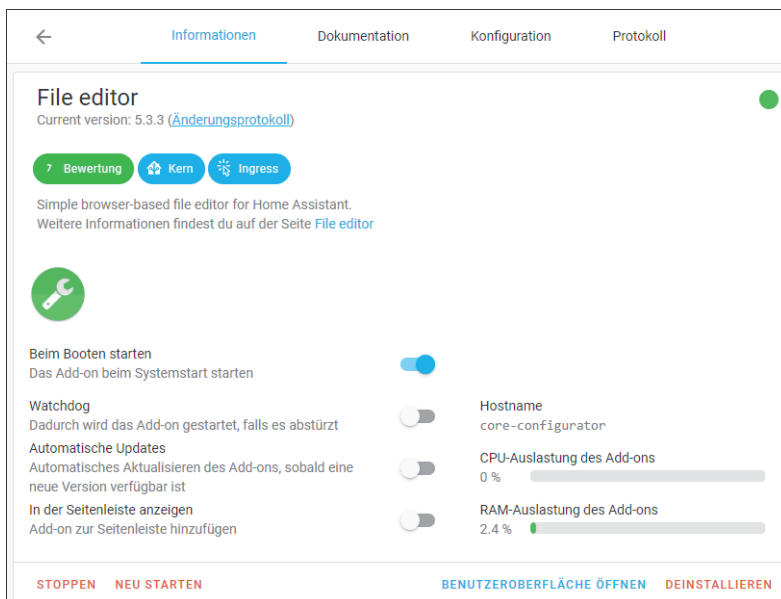 Informationen Dokumentation Konfiguration Protokoll
File editor
Current version: 5.3.3 (Änderungsprotokoll)
7 Bewertung Kern Ingress
Simple browser-based file editor for Home Assistant.
Weitere Informationen findest du auf der Seite File editor
Beim Booten starten
Das Add-on beim Systemstart starten
Watchdog
Dadurch wird das Add-on gestartet, falls es abstürzt
Automatische Updates
Automatisches Aktualisieren des Add-ons, sobald eine
neue Version verfügbar ist
In der Seitenleiste anzeigen
Add-on zur Seitenleiste hinzufügen
Hostname
core-configurator
CPU-Auslastung des Add-ons
0 %
RAM-Auslastung des Add-ons
2.4 %
STOPPEN NEU STARTEN BENUTZEROBERFLÄCHE ÖFFNEN DEINSTALLIEREN